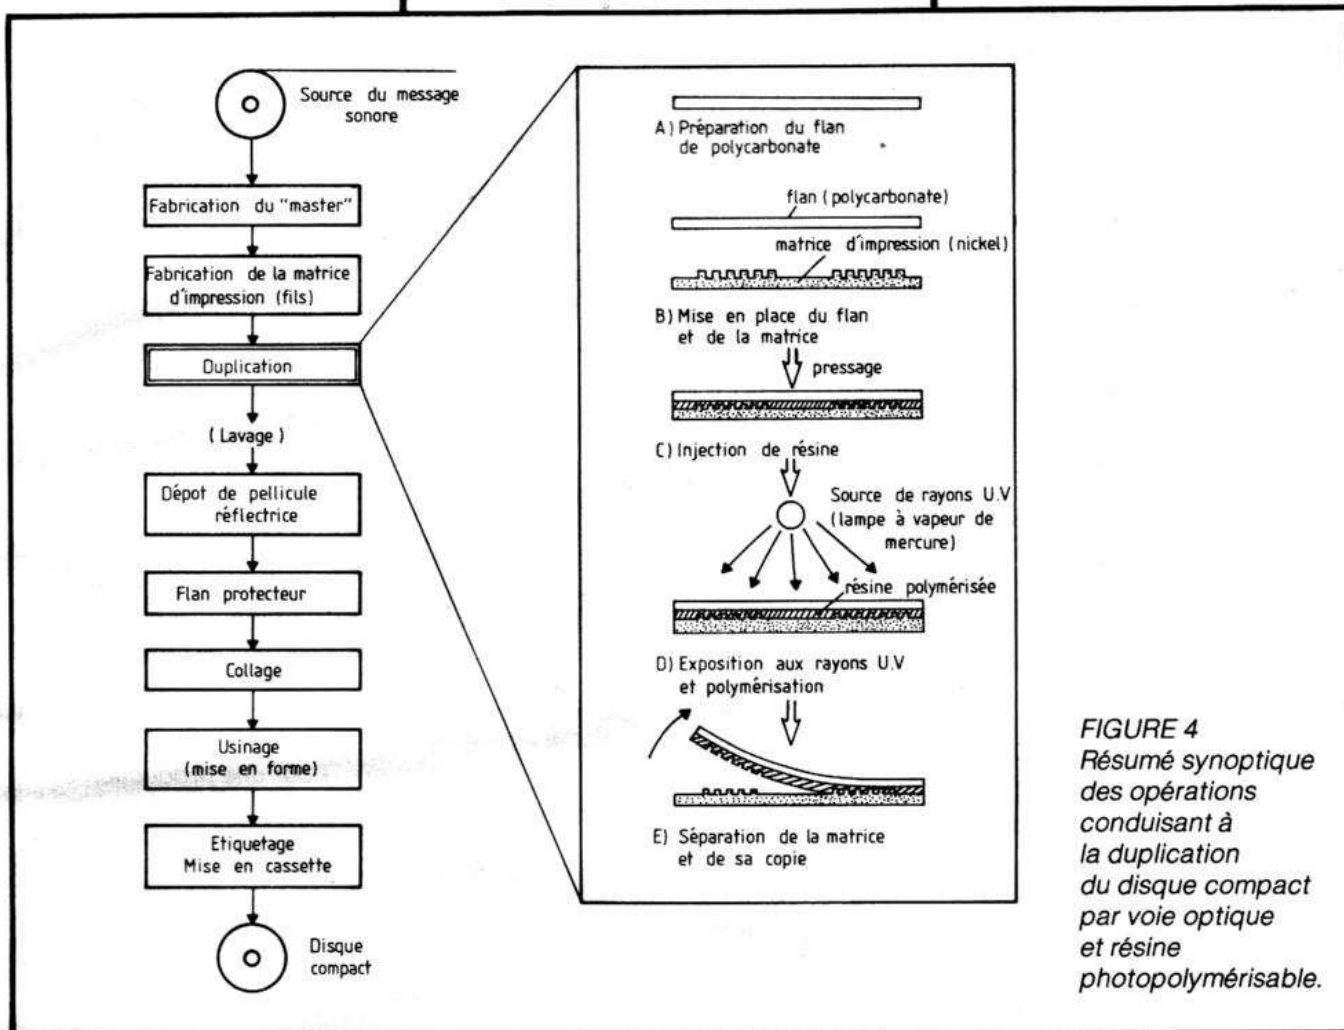 Source du message
sonore
Fabrication du "master"
Fabrication de la matrice
d'impression (fils)
Duplication
(Lavage)
Dépot de pellicule
réflectrice
Flan protecteur
Collage
Usinage
(mise en forme)
Etiquetage
Mise en cassette
Disque
compact
A) Préparation du flan
de polycarbonate
flan (polycarbonate)
matrice d'impression (nickel)
B) Mise en place du flan
et de la matrice
pressage
C) Injection de résine
Source de rayons U.V
(lampe à vapeur de
mercure)
résine polymérisée
D) Exposition aux rayons U.V
et polymérisation
E) Séparation de la matrice
et de sa copie
FIGURE 4
Résumé synoptique
des opérations
conduisant à
la duplication
du disque compact
par voie optique
et résine
photopolymérisable.